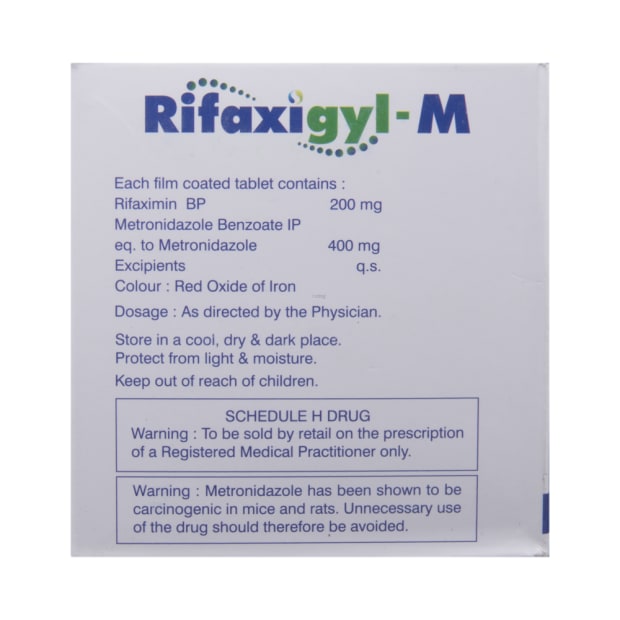 Rifaxigyl-M
Each film coated tablet contains :
Rifaximin BP 200 mg
Metronidazole Benzoate IP
eq. to Metronidazole 400 mg
Excipients q.s.
Colour : Red Oxide of Iron
Dosage : As directed by the Physician.
Store in a cool, dry & dark place.
Protect from light & moisture.
Keep out of reach of children.
SCHEDULE H DRUG
Warning : To be sold by retail on the prescription
of a Registered Medical Practitioner only.
Warning : Metronidazole has been shown to be
carcinogenic in mice and rats. Unnecessary use
of the drug should therefore be avoided.